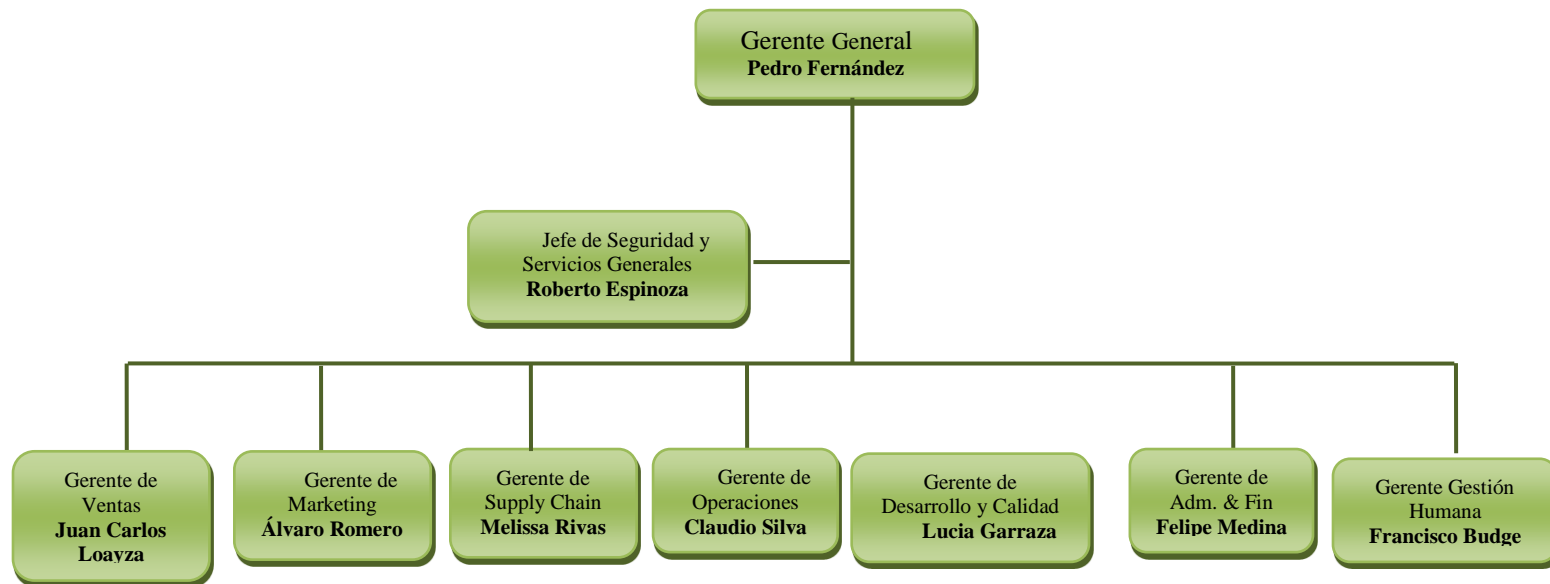 Gerente General
Pedro Fernández
Jefe de Seguridad y
Servicios Generales
Roberto Espinoza
Gerente de
Ventas
Juan Carlos
Loayza
Gerente de
Marketing
Álvaro Romero
Gerente de
Supply Chain
Melissa Rivas
Gerente de
Operaciones
Claudio Silva
Gerente de
Desarrollo y Calidad
Lucia Garraza
Gerente de
Adm. & Fin
Felipe Medina
Gerente Gestión
Humana
Francisco Budge